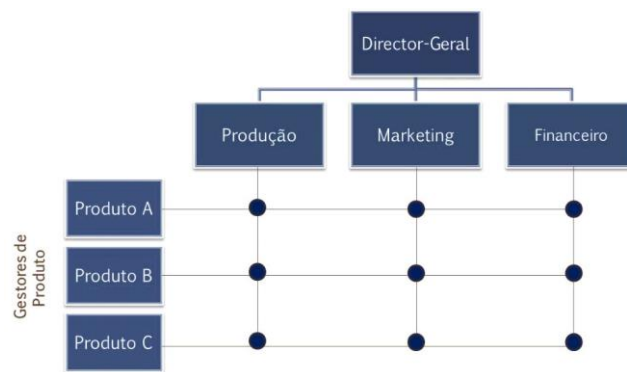 Director-Geral
Produção
Marketing
Financeiro
Gestores de
Produto
Produto A
Produto B
Produto C